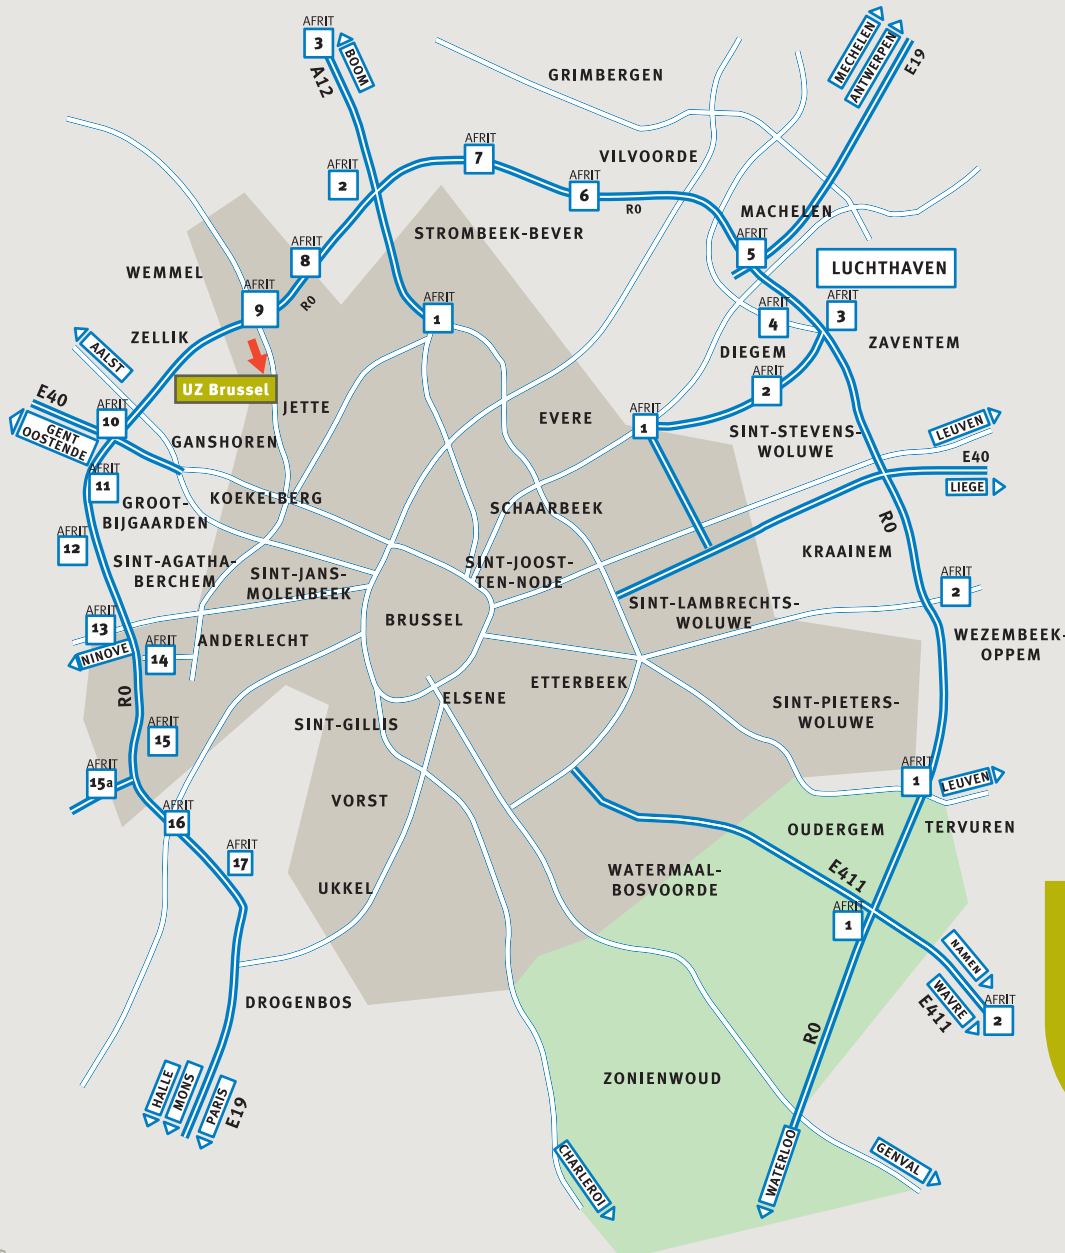 AFRIT
3
BOOM
A12
GRIMBERGEN
MECHELEN
ANTWERPEN
E19
AFRIT
7
VILVOORDE
AFRIT
2
AFRIT
6
R0
MACHELEN
STROMBEEK-BEVER
AFRIT
5
AFRIT
8
LUCHTHAVEN
WEMMEL
AFRIT
9
R0
AFRIT
1
AFRIT
4
AFRIT
3
ZELLIK
DIEGEM
ZAVENTEM
AALST
UZ Brussel
JETTE
AFRIT
2
E40
GENT
OOSTENDE
AFRIT
10
GANSHOREN
EVERE
AFRIT
1
SINT-STEVENS-
WOLUWE
LEUVEN
E40
LIEGE
AFRIT
11
GROOT-
BIJGAARDEN
KOEKELBERG
SCHAARBEEK
R0
AFRIT
12
SINT-AGATHA-
BERCHEM
SINT-JANS-
MOLENBEEK
SINT-JOOST-
TEN-NODE
KRAAINEM
AFRIT
2
SINT-LAMBRECHTS-
WOLUWE
BRUSSEL
AFRIT
13
NINOVE
AFRIT
14
ANDERLECHT
WEZEMBEEK-
OPPEM
R0
ETTERBEEK
ELSENE
SINT-PIETERS-
WOLUWE
SINT-GILLIS
AFRIT
15
AFRIT
15a
AFRIT
1
LEUVEN
AFRIT
16
VORST
OUDERGEM
TERVUREN
AFRIT
17
UKKEL
WATERMAAL-
BOSVOORDE
E411
AFRIT
1
NAMEN
WAVRE
E411
AFRIT
2
DROGENBOS
R0
HALLE
MONS
PARIS
E19
ZONIENWOUD
CHARLEROI
WATERLOO
GENVAL